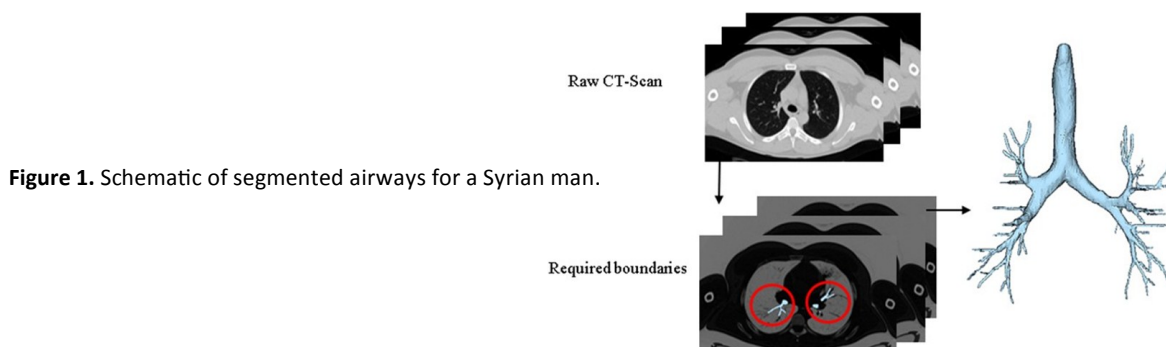 Raw CT-Scan
Figure 1. Schematic of segmented airways for a Syrian man.
Required boundaries